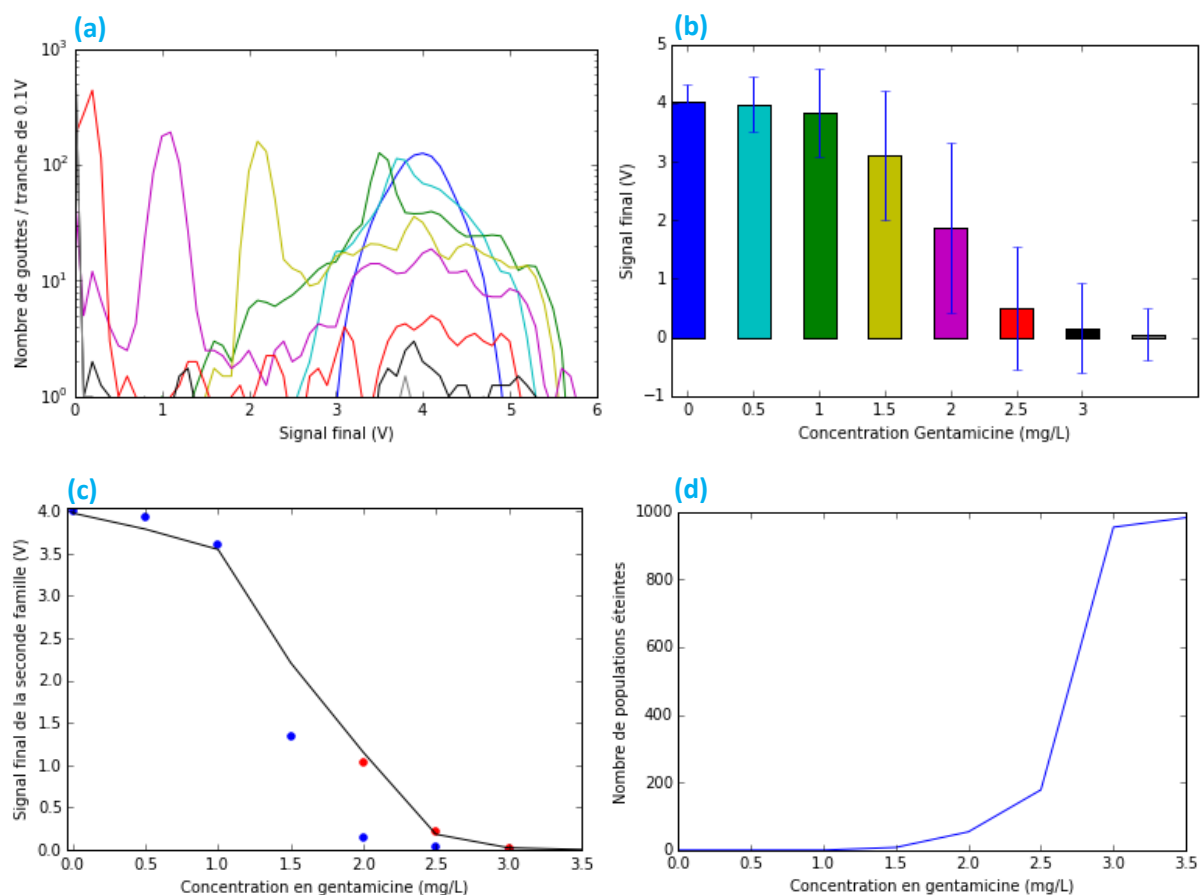 (a)
Nombre de gouttes / tranche de 0.1V
10³
10²
10¹
10⁰
0 1 2 3 4 5 6
Signal final (V)
(b)
Signal final (V)
5
4
3
2
1
0
−1
0 0.5 1 1.5 2 2.5 3
Concentration Gentamicine (mg/L)
(c)
Signal final de la seconde famille (V)
4.0
3.5
3.0
2.5
2.0
1.5
1.0
0.5
0.0
0.0 0.5 1.0 1.5 2.0 2.5 3.0 3.5
Concentration en gentamicine (mg/L)
(d)
Nombre de populations éteintes
1000
800
600
400
200
0
0.0 0.5 1.0 1.5 2.0 2.5 3.0 3.5
Concentration en gentamicine (mg/L)